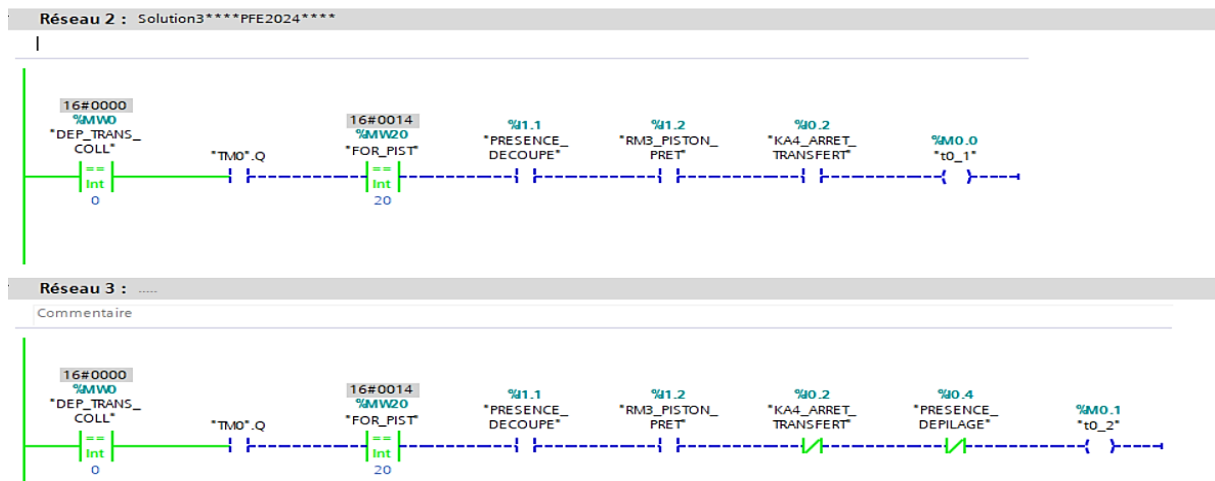 Réseau 2 : Solution3****PFE2024****
16#0000
%MW0
"DEP_TRANS_
COLL"
==
Int
0
"TM0".Q
16#0014
%MW20
"FOR_PIST"
==
Int
20
%I1.1
"PRESENCE_
DECOUPE"
%I1.2
"RM3_PISTON_
PRET"
%I0.2
"KA4_ARRET_
TRANSFERT"
%M0.0
"t0_1"
Réseau 3 : .....
Commentaire
16#0000
%MW0
"DEP_TRANS_
COLL"
==
Int
0
"TM0".Q
16#0014
%MW20
"FOR_PIST"
==
Int
20
%I1.1
"PRESENCE_
DECOUPE"
%I1.2
"RM3_PISTON_
PRET"
%I0.2
"KA4_ARRET_
TRANSFERT"
%I0.4
"PRESENCE_
DEPILAGE"
%M0.1
"t0_2"